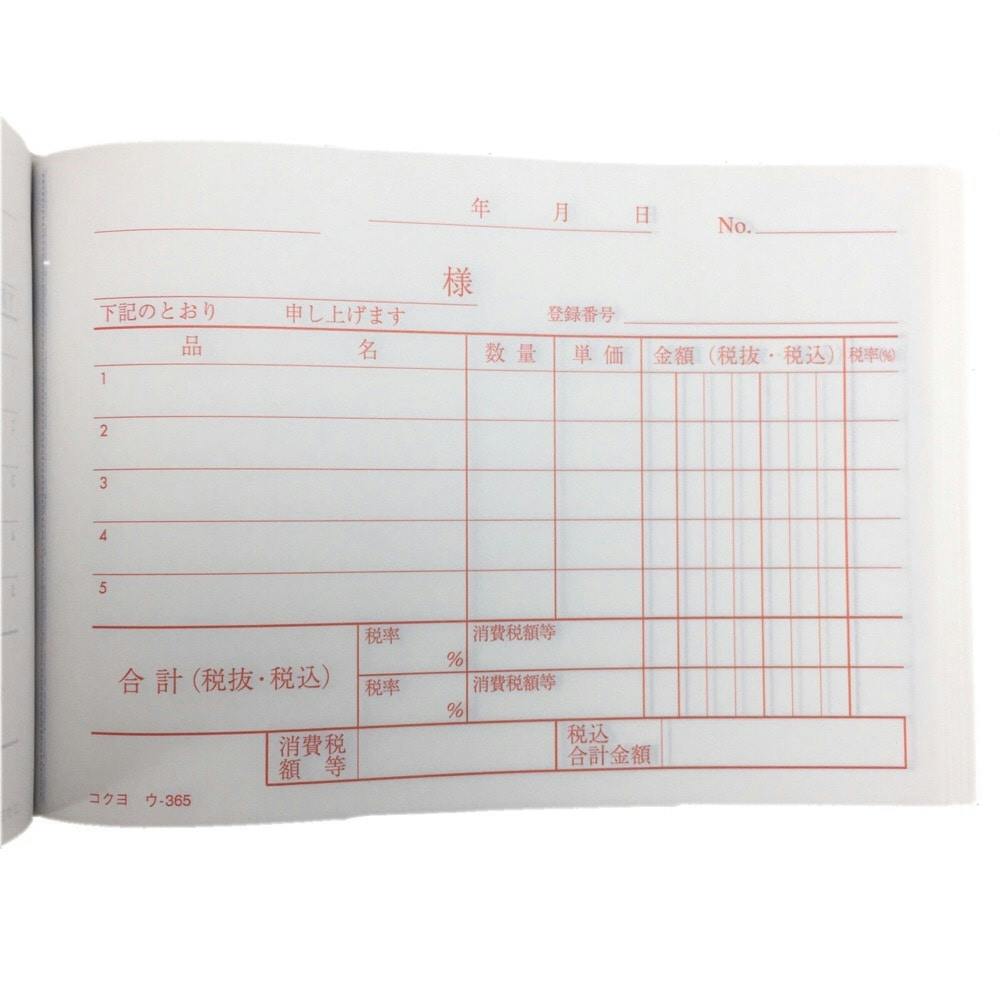 年 月 日 No.
様
下記のとおり 申し上げます 登録番号
品 名 数量 単価 金額（税抜・税込） 税率(%)
1
2
3
4
5
合計（税抜・税込） 税率 % 消費税額等
税率 % 消費税額等
消費税額等 税込合計金額
コクヨ ウ-365